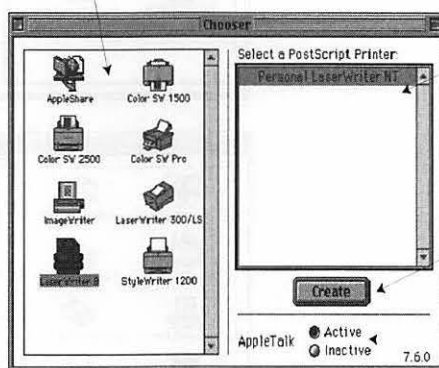 Chooser
AppleShare
Color SW 1500
Color SW 2500
Color SW Pro
ImageWriter
LaserWriter 300/LS
LaserWriter 8
StyleWriter 1200
Select a PostScript Printer:
Personal LaserWriter NT
Create
AppleTalk
Active
Inactive
7.6.0